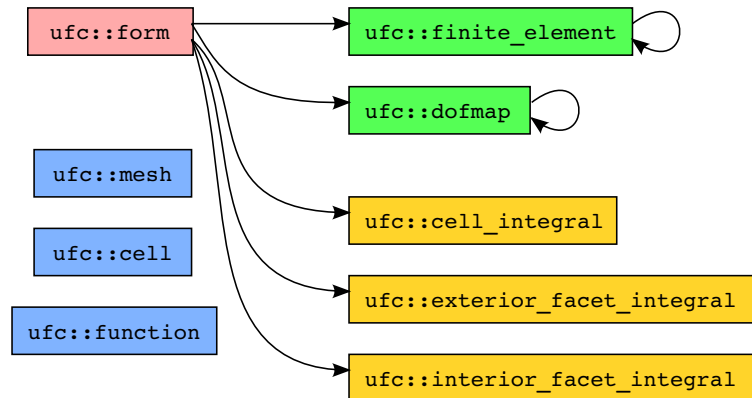 ufc::form
ufc::finite_element
ufc::dofmap
ufc::mesh
ufc::cell_integral
ufc::cell
ufc::exterior_facet_integral
ufc::function
ufc::interior_facet_integral